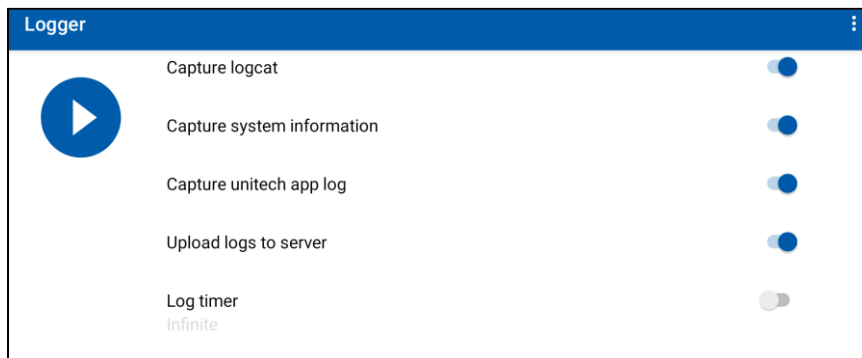 Logger
Capture logcat
Capture system information
Capture unitech app log
Upload logs to server
Log timer
Infinite